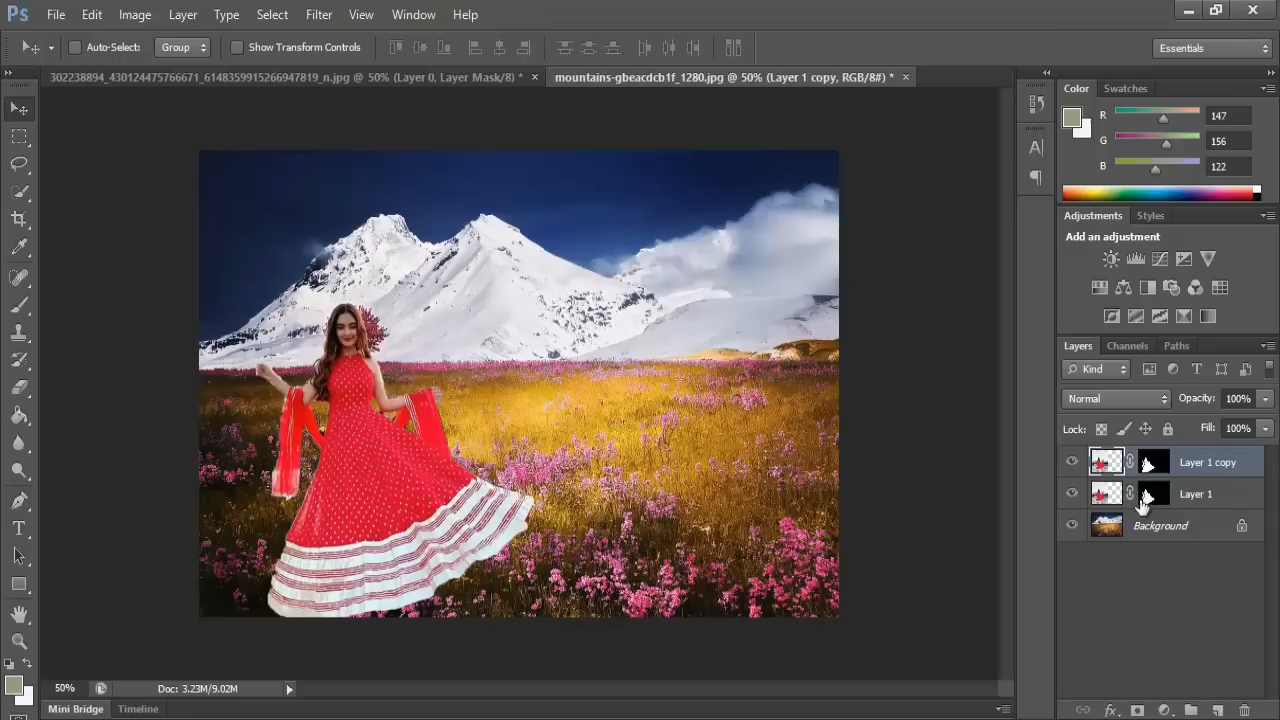 Ps File Edit Image Layer Type Select Filter View Window Help
Auto-Select: Group Show Transform Controls Essentials
302238894_430124475766671_6148359915266947819_n.jpg @ 50% (Layer 0, Layer Mask/8) * mountains-gbeacdcb1f_1280.jpg @ 50% (Layer 1 copy, RGB/8#) *
Color Swatches
R 147
G 156
B 122
Adjustments Styles
Add an adjustment
Layers Channels Paths
Kind
Normal Opacity: 100%
Lock: Fill: 100%
Layer 1 copy
Layer 1
Background
50% Doc: 3.23M/9.02M
Mini Bridge Timeline